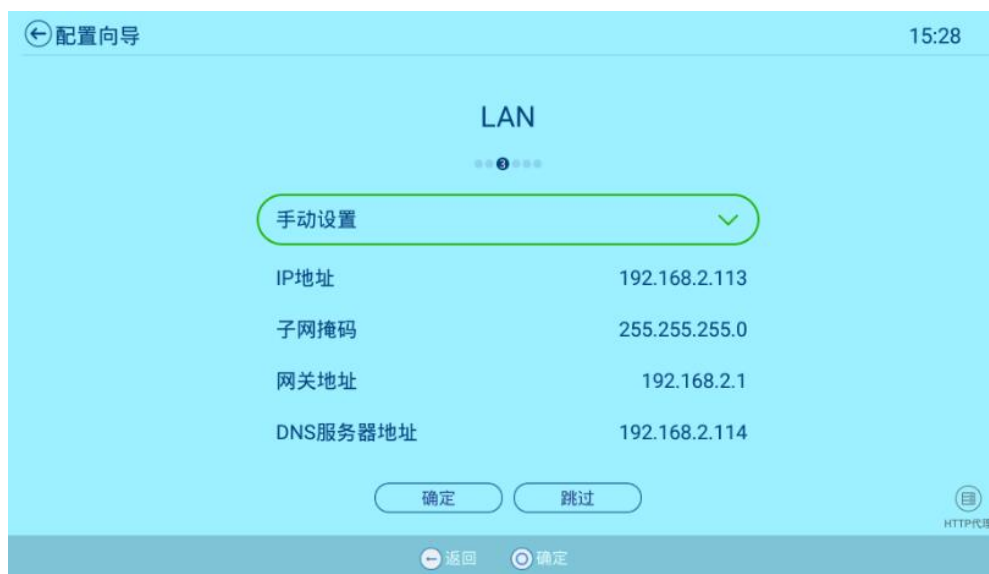 配置向导 15:28
LAN
3
手动设置
IP地址 192.168.2.113
子网掩码 255.255.255.0
网关地址 192.168.2.1
DNS服务器地址 192.168.2.114
确定 跳过
HTTP代理
返回 确定